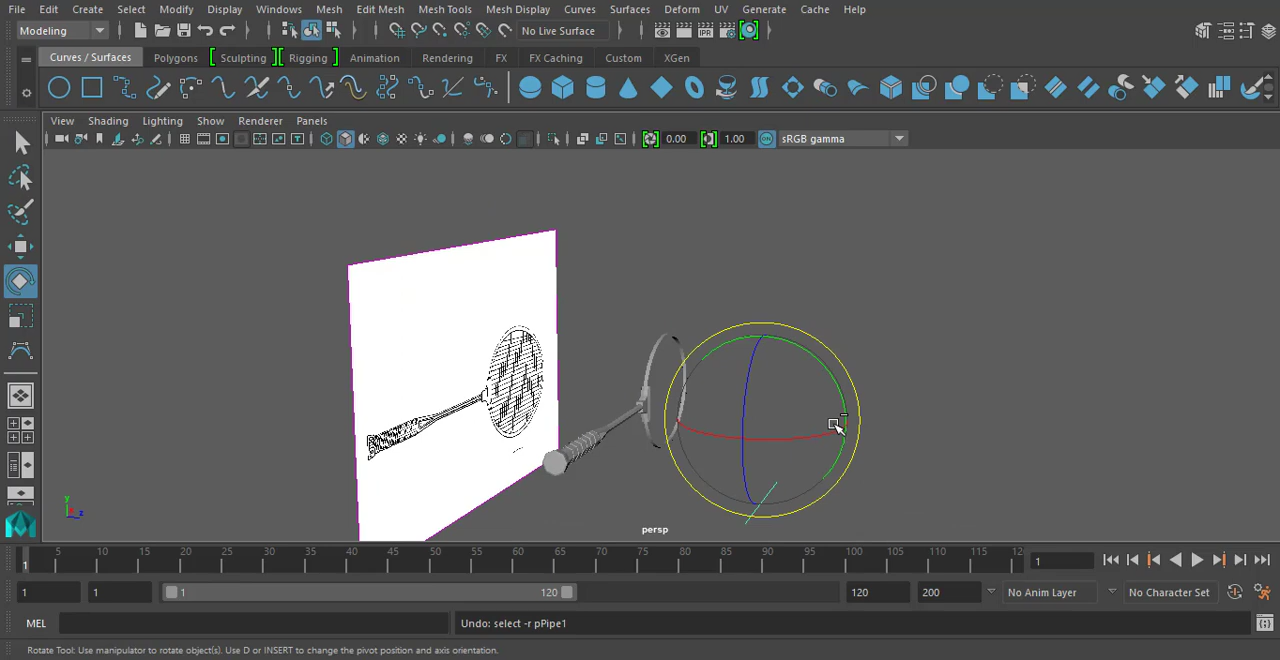 File Edit Create Select Modify Display Windows Mesh Edit Mesh Mesh Tools Mesh Display Curves Surfaces Deform UV Generate Cache Help
Modeling No Live Surface IPR
Curves / Surfaces Polygons Sculpting Rigging Animation Rendering FX FX Caching Custom XGen
View Shading Lighting Show Renderer Panels
0.00 1.00 ON sRGB gamma
y
z
persp
5 10 15 20 25 30 35 40 45 50 55 60 65 70 75 80 85 90 95 100 105 110 115 12
1 1
1 1 1 120 120 200 No Anim Layer No Character Set
MEL Undo: select -r pPipe1
Rotate Tool: Use manipulator to rotate object(s). Use D or INSERT to change the pivot position and axis orientation.